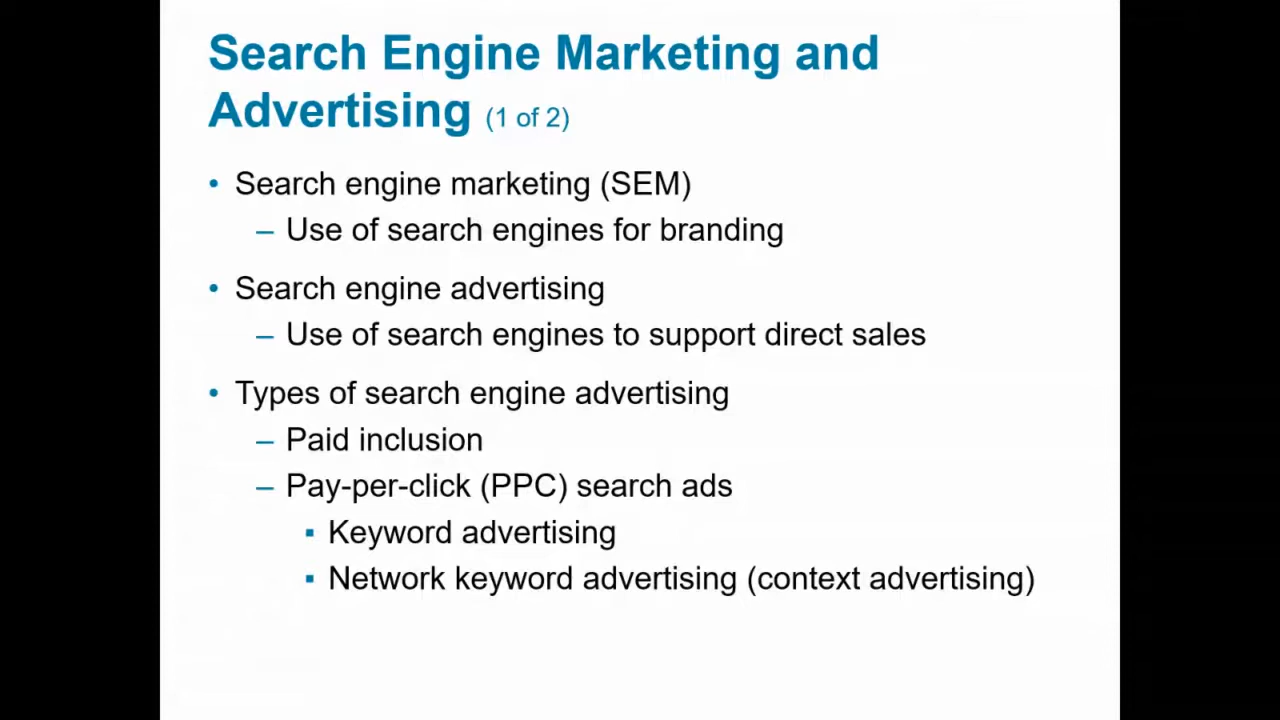 Search Engine Marketing and
Advertising (1 of 2)
• Search engine marketing (SEM)
– Use of search engines for branding
• Search engine advertising
– Use of search engines to support direct sales
• Types of search engine advertising
– Paid inclusion
– Pay-per-click (PPC) search ads
▪ Keyword advertising
▪ Network keyword advertising (context advertising)